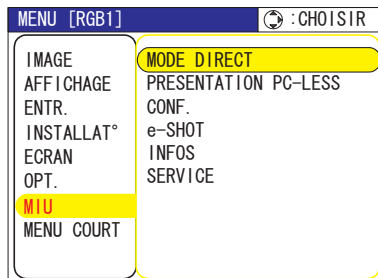 MENU [RGB1] :CHOISIR
IMAGE
AFFICHAGE
ENTR.
INSTALLAT°
ECRAN
OPT.
MIU
MENU COURT
MODE DIRECT
PRESENTATION PC-LESS
CONF.
e-SHOT
INFOS
SERVICE